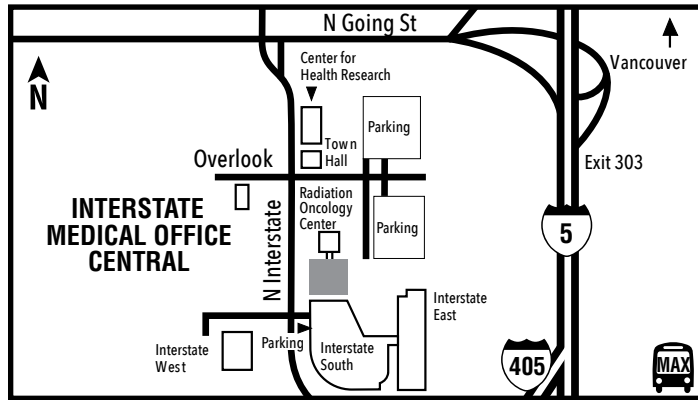 N Going St
Vancouver
N
Center for
Health Research
Parking
Town
Hall
Overlook
Exit 303
Radiation
Oncology
Center
Parking
INTERSTATE
MEDICAL OFFICE
CENTRAL
N Interstate
5
Interstate
East
Parking
Interstate
West
Interstate
South
405
MAX